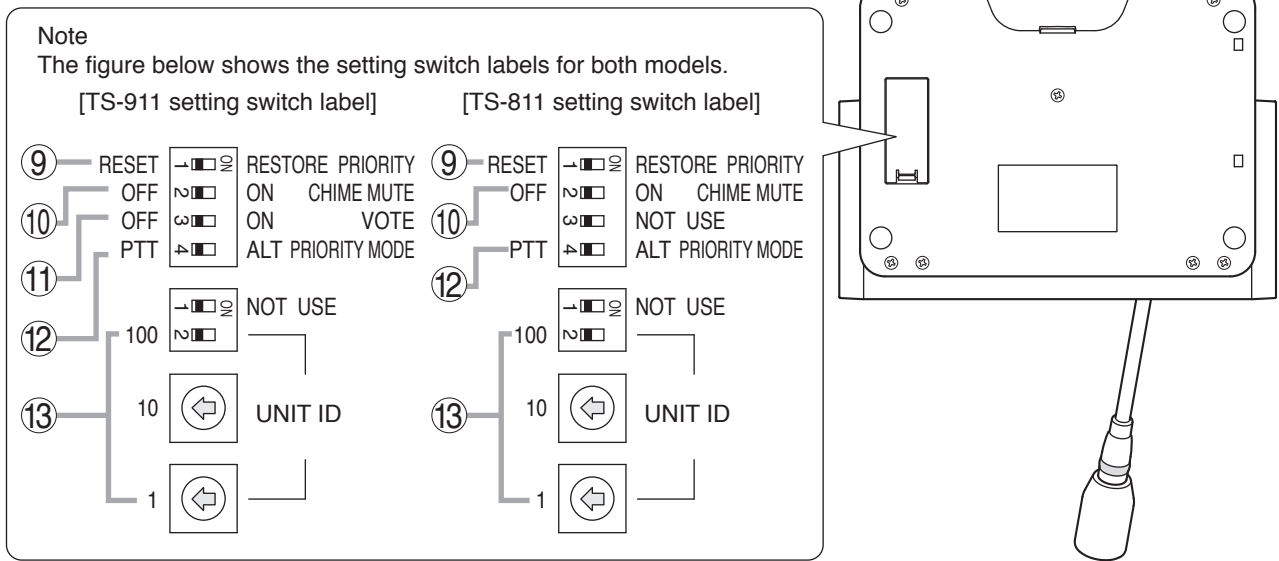 Note
The figure below shows the setting switch labels for both models.
[TS-911 setting switch label]
⑨ RESET 1 ON RESTORE PRIORITY
⑩ OFF 2 ON CHIME MUTE
⑪ OFF 3 ON VOTE
⑫ PTT 4 ALT PRIORITY MODE
1 ON NOT USE
100 2
⑬ 10 UNIT ID
1
[TS-811 setting switch label]
⑨ RESET 1 ON RESTORE PRIORITY
⑩ OFF 2 ON CHIME MUTE
3 NOT USE
⑫ PTT 4 ALT PRIORITY MODE
1 ON NOT USE
100 2
⑬ 10 UNIT ID
1